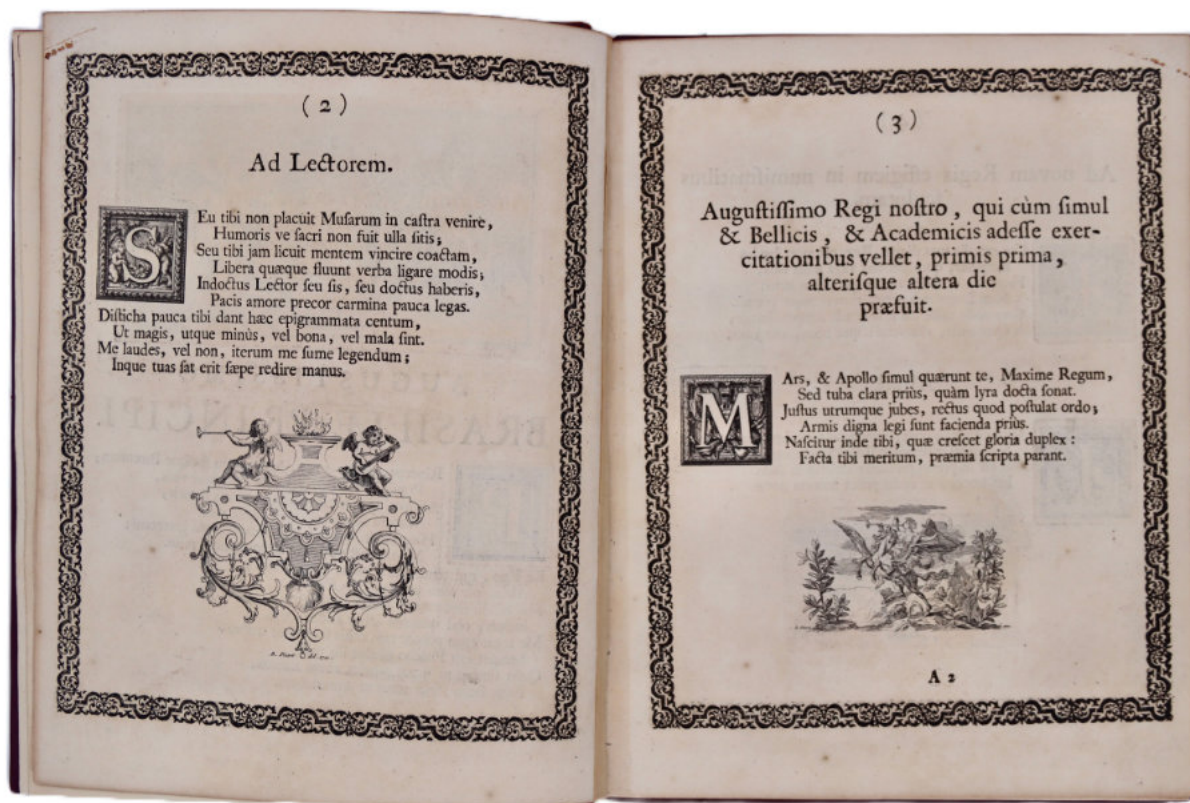 ( 2 )
Ad Lectorem.
SEu tibi non placuit Muſarum in caſtra venire,
Humoris ve ſacri non fuit ulla ſitis;
Seu tibi jam licuit mentem vincire coactam,
Libera quæque fluunt verba ligare modis;
Indoctus Lector ſeu ſis, ſeu doctus haberis,
Pacis amore precor carmina pauca legas.
Diſticha pauca tibi dant hæc epigrammata centum,
Ut magis, utque minùs, vel bona, vel mala ſint.
Me laudes, vel non, iterum me ſume legendum;
Inque tuas ſat erit ſæpe redire manus.
( 3 )
Auguſtiſſimo Regi noſtro, qui cùm ſimul
& Bellicis, & Academicis adeſſe exer-
citationibus vellet, primis prima,
alteriſque altera die
præfuit.
MArs, & Apollo ſimul quærunt te, Maxime Regum,
Sed tuba clara priùs, quàm lyra docta ſonat.
Juſtus utrumque jubes, rectus quod poſtulat ordo;
Armis digna legi ſunt facienda priùs.
Naſcitur inde tibi, quæ creſcet gloria duplex:
Facta tibi meritum, præmia ſcripta parant.
A 2